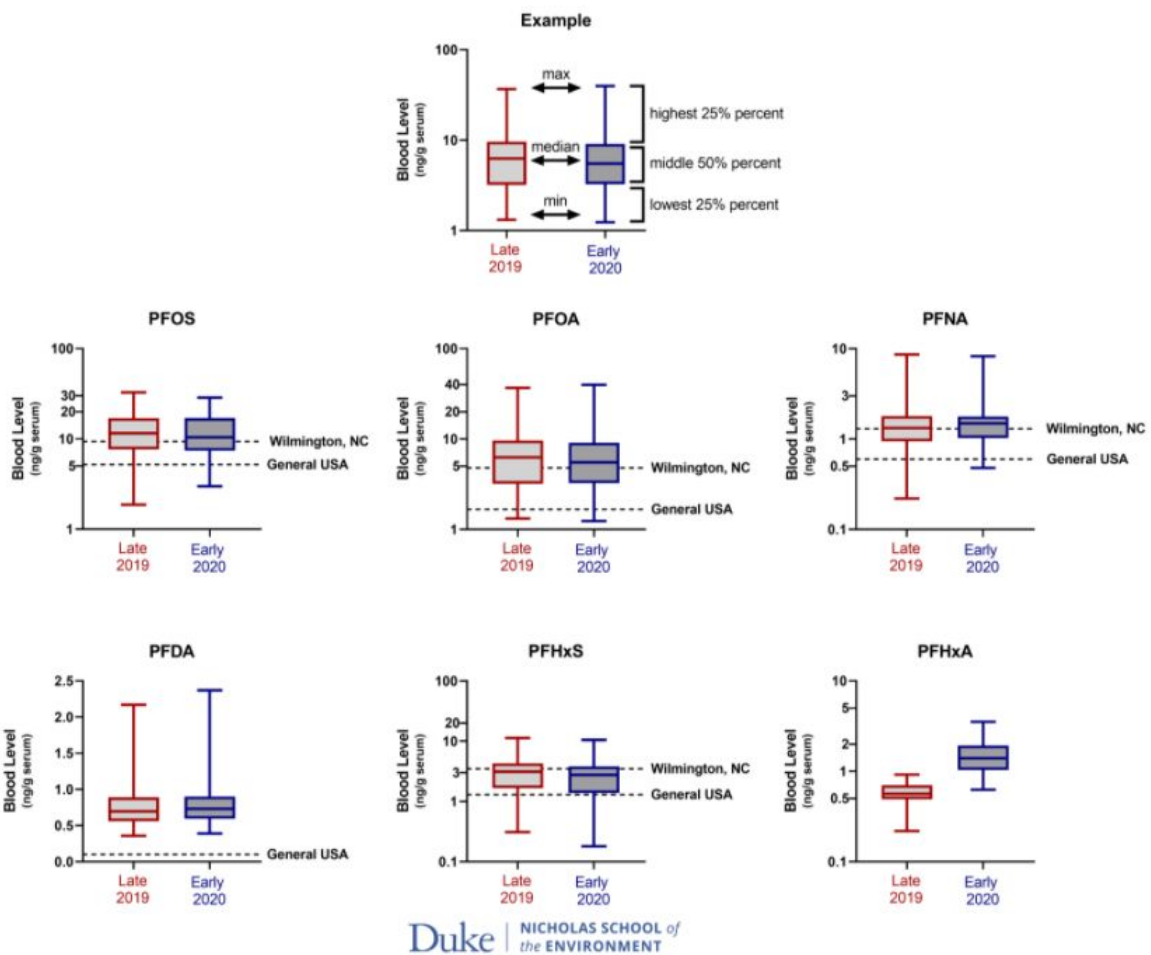 Example
Blood Level
(ng/g serum)
100
10
1
max
median
min
highest 25% percent
middle 50% percent
lowest 25% percent
Late
2019
Early
2020
PFOS
Blood Level
(ng/g serum)
100
30
20
10
5
1
Wilmington, NC
General USA
Late
2019
Early
2020
PFOA
Blood Level
(ng/g serum)
100
40
20
10
5
1
Wilmington, NC
General USA
Late
2019
Early
2020
PFNA
Blood Level
(ng/g serum)
10
3
1
0.5
0.1
Wilmington, NC
General USA
Late
2019
Early
2020
PFDA
Blood Level
(ng/g serum)
2.5
2.0
1.5
1.0
0.5
0.0
General USA
Late
2019
Early
2020
PFHxS
Blood Level
(ng/g serum)
100
20
10
3
1
0.1
Wilmington, NC
General USA
Late
2019
Early
2020
PFHxA
Blood Level
(ng/g serum)
10
5
2
1
0.5
0.1
Late
2019
Early
2020
Duke
NICHOLAS SCHOOL of
the ENVIRONMENT